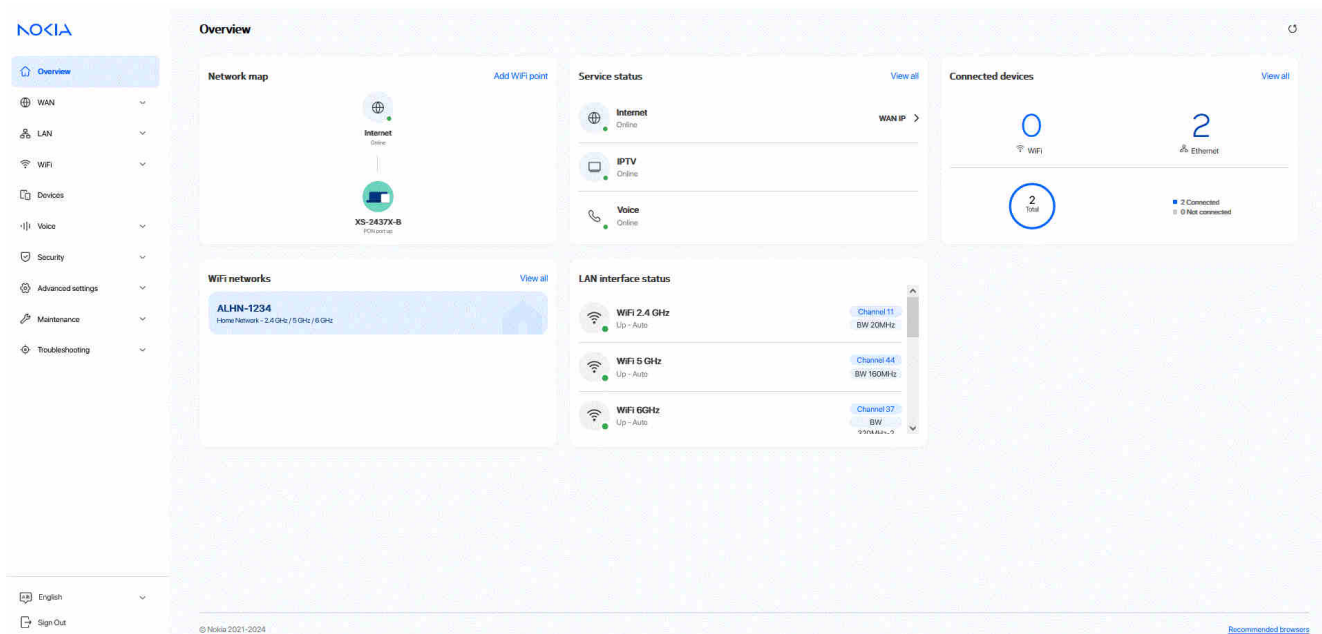 NOKIA
Overview
WAN
LAN
WiFi
Devices
Voice
Security
Advanced settings
Maintenance
Troubleshooting
English
Sign Out
Overview
Network map
Add WiFi point
Internet
Online
XS-2437X-B
PON port up
Service status
View all
Internet
Online
WAN IP
IPTV
Online
Voice
Online
Connected devices
View all
0
WiFi
2
Ethernet
2
Total
2 Connected
0 Not connected
WiFi networks
View all
ALHN-1234
Home Network - 2.4 GHz / 5 GHz / 6 GHz
LAN interface status
WiFi 2.4 GHz
Up - Auto
Channel 11
BW 20MHz
WiFi 5 GHz
Up - Auto
Channel 44
BW 160MHz
WiFi 6GHz
Up - Auto
Channel 37
BW
320MHz-2
© Nokia 2021-2024
Recommended browsers